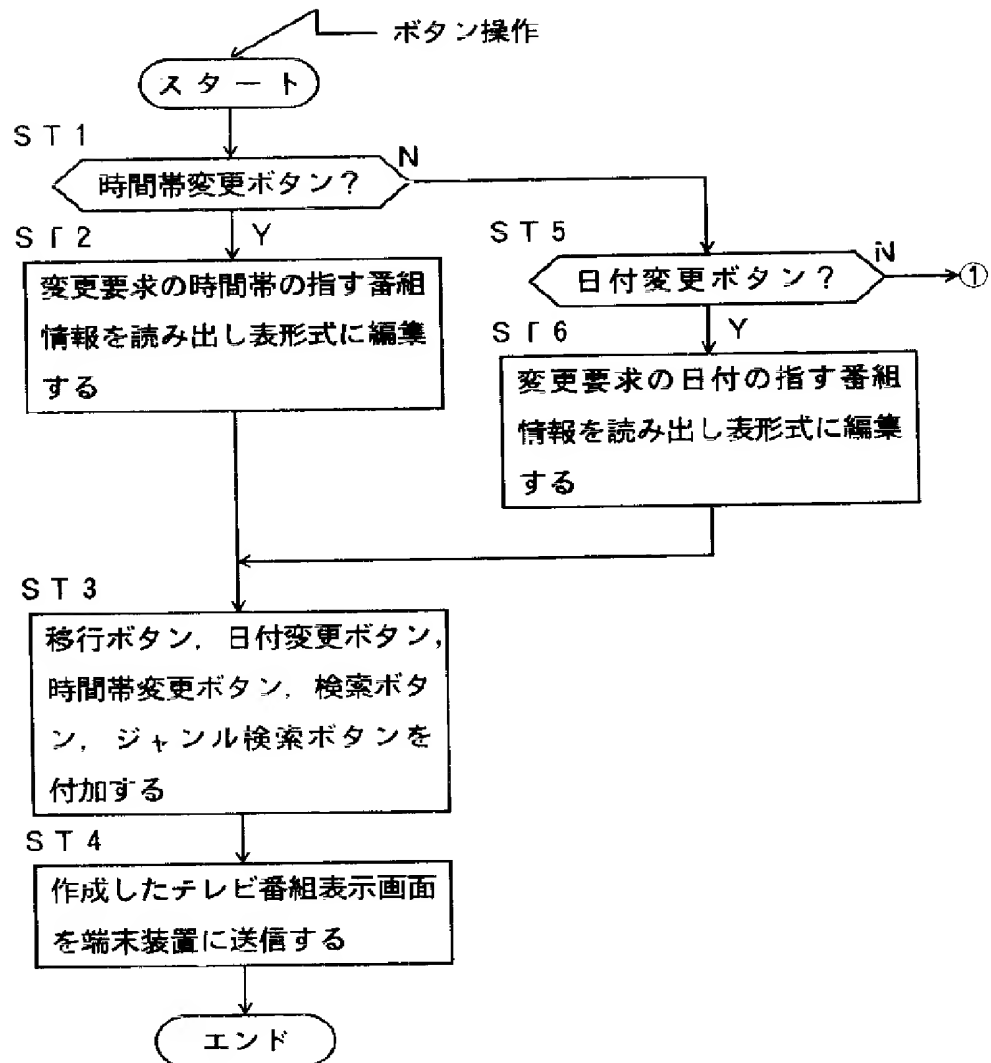 ボタン操作
スタート
ST1
時間帯変更ボタン?
N
Y
ST2
変更要求の時間帯の指す番組
情報を読み出し表形式に編集
する
ST5
日付変更ボタン?
N
①
Y
ST6
変更要求の日付の指す番組
情報を読み出し表形式に編集
する
ST3
移行ボタン,日付変更ボタン,
時間帯変更ボタン,検索ボタ
ン,ジャンル検索ボタンを
付加する
ST4
作成したテレビ番組表示画面
を端末装置に送信する
エンド